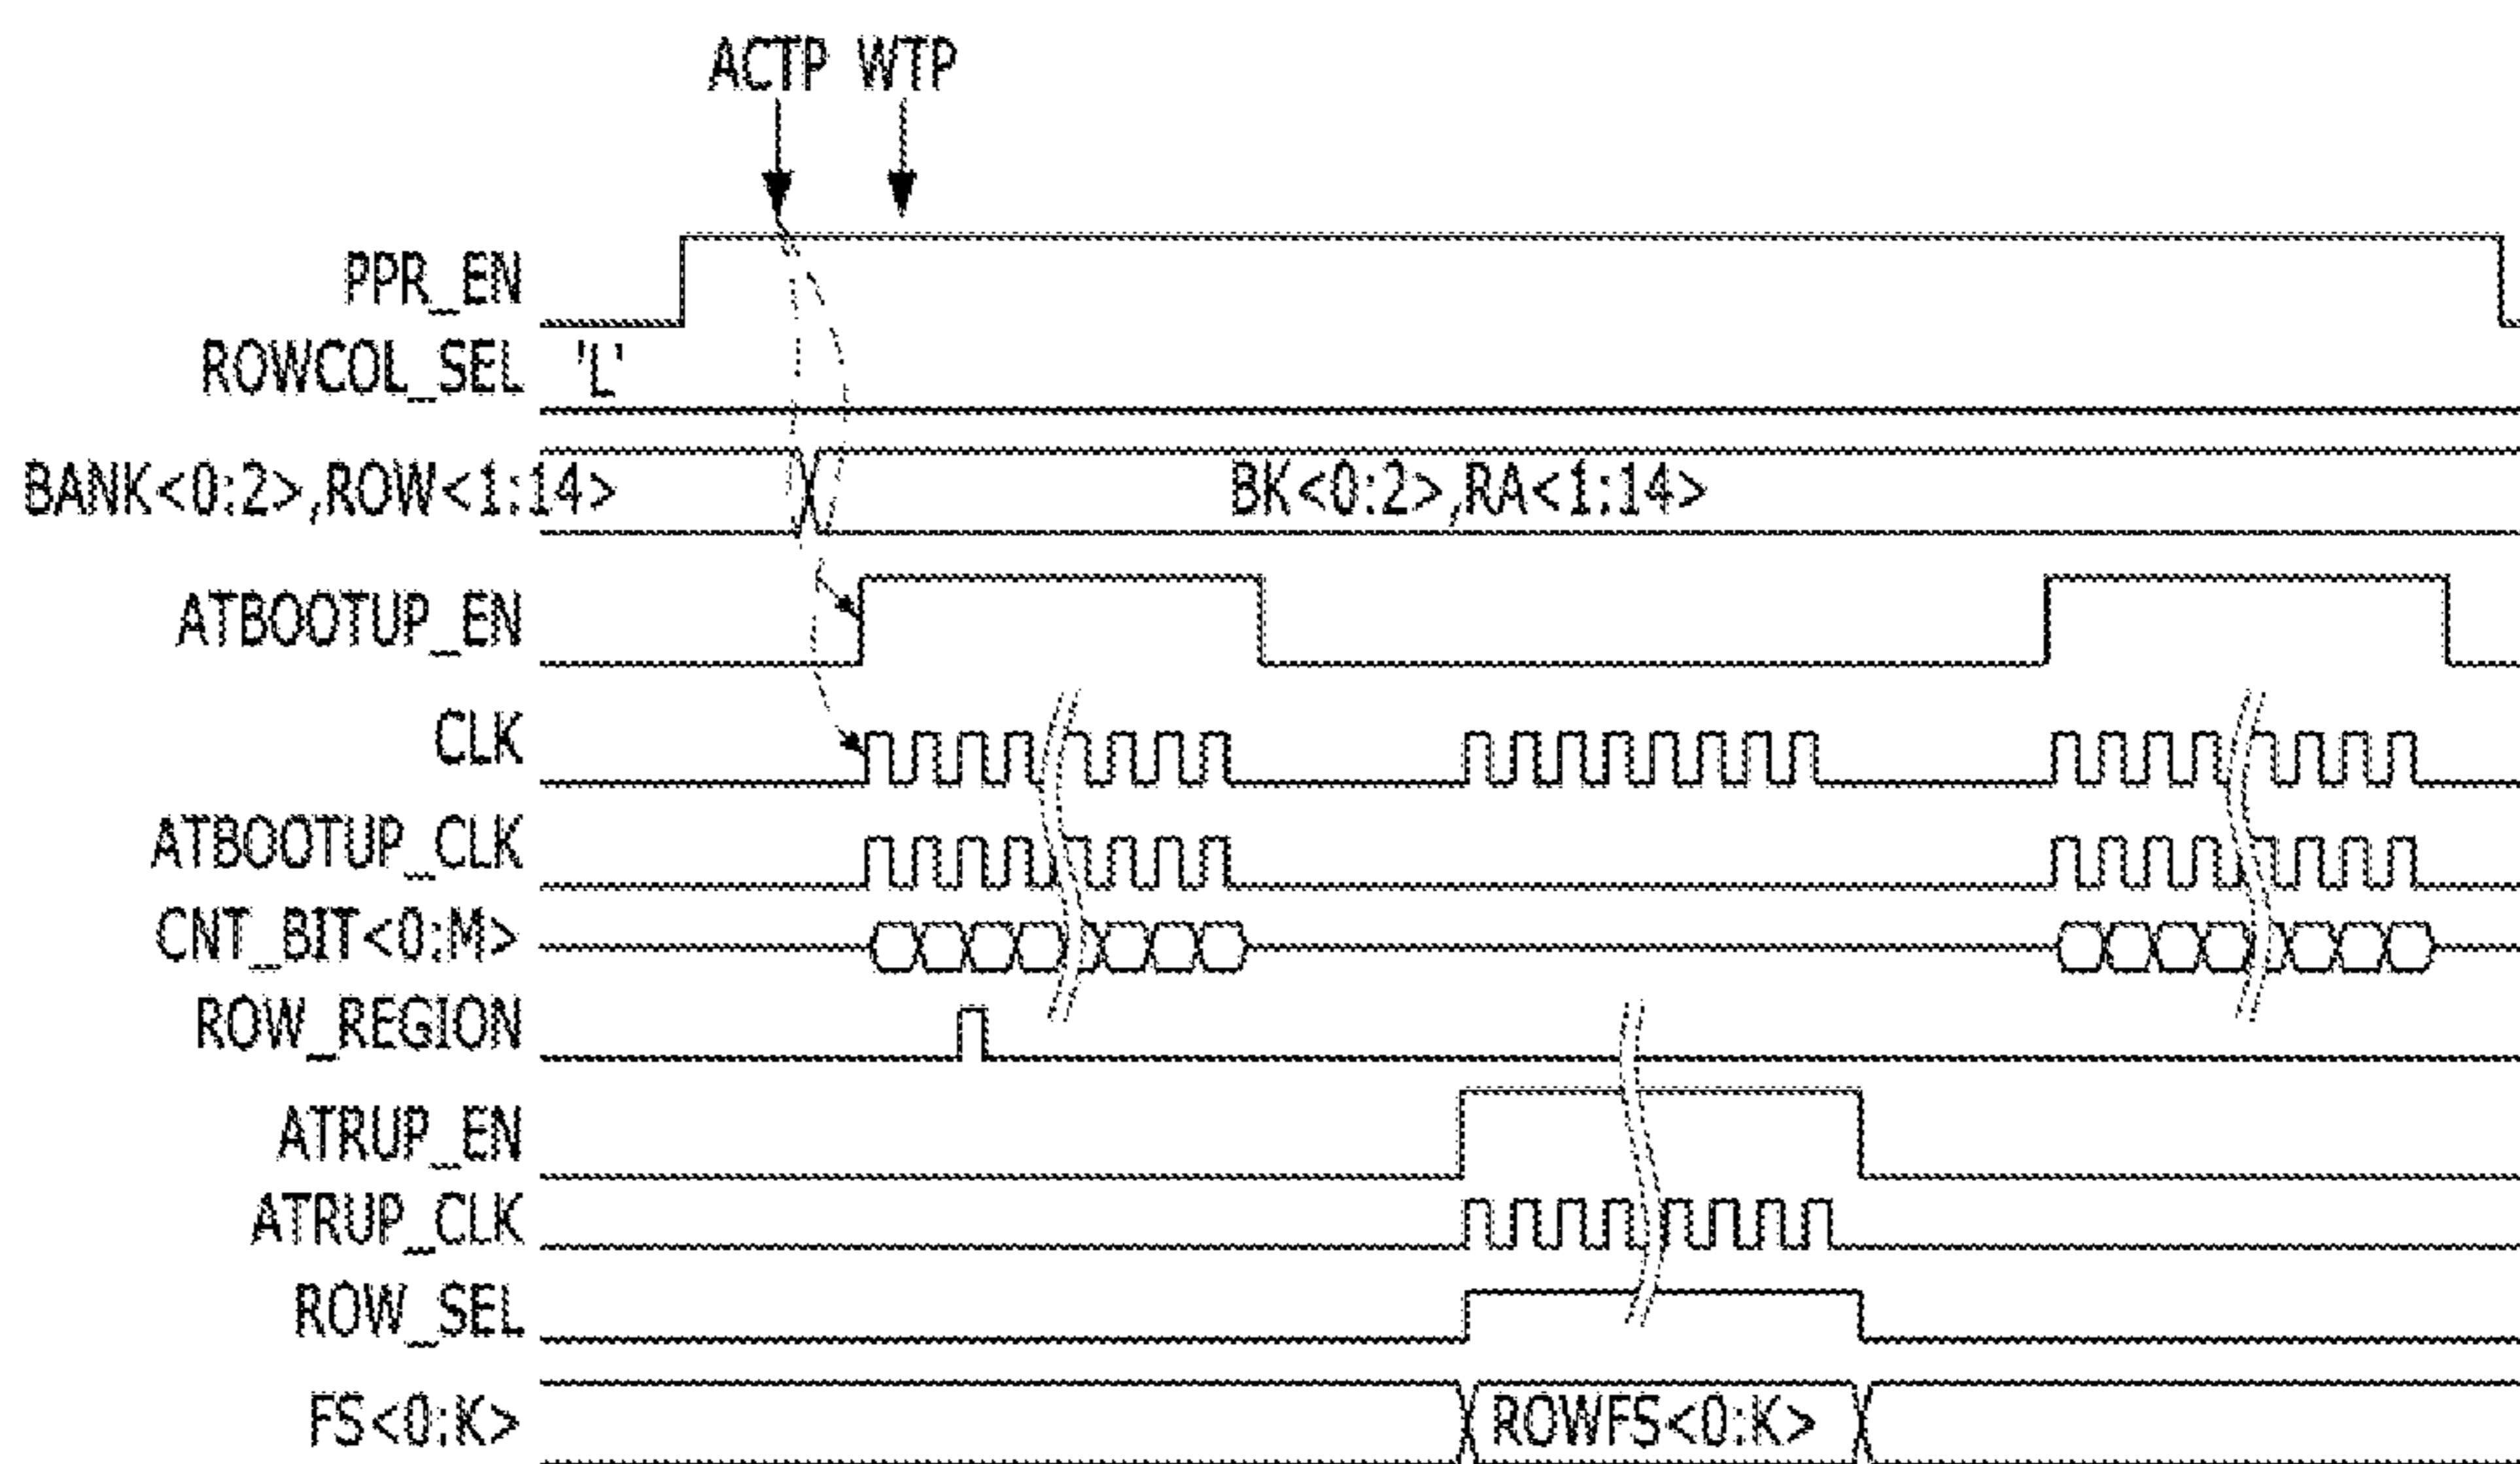 ACTP WTP
PPR_EN
ROWCOL_SEL 'L'
BANK<0:2>,ROW<1:14> BK<0:2>,RA<1:14>
ATBOOTUP_EN
CLK
ATBOOTUP_CLK
CNT_BIT<0:M>
ROW_REGION
ATRUP_EN
ATRUP_CLK
ROW_SEL
FS<0:K> ROWFS<0:K>